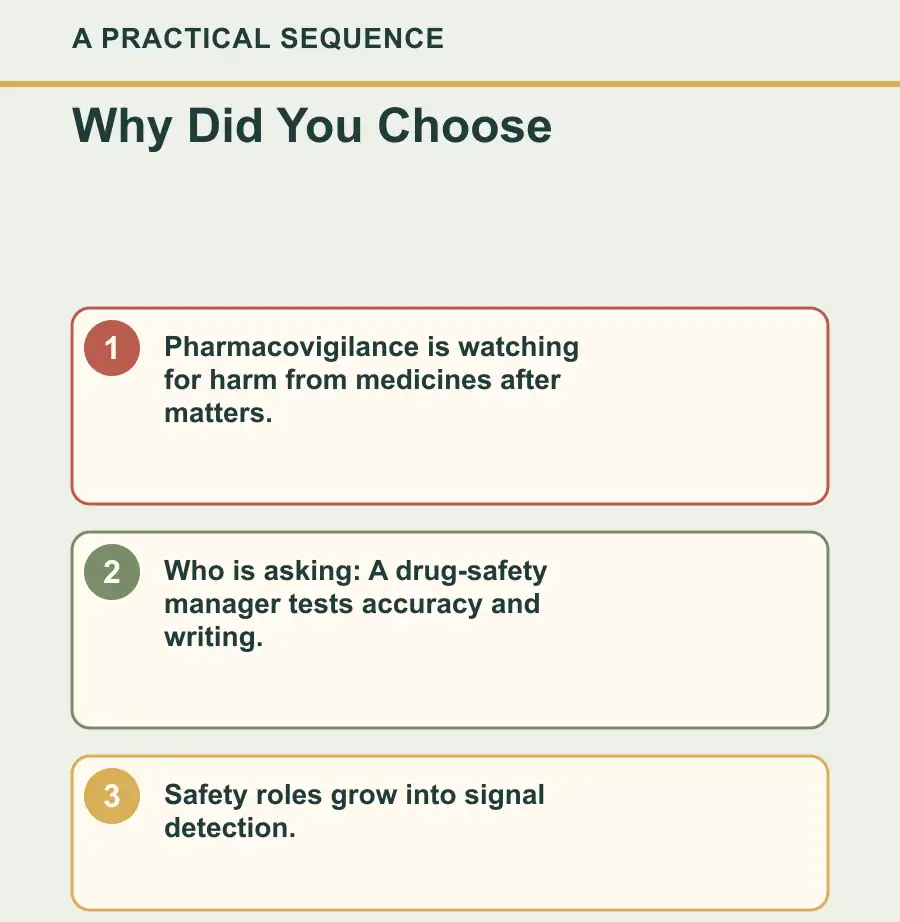 A PRACTICAL SEQUENCE
Why Did You Choose
1
Pharmacovigilance is watching
for harm from medicines after
matters.
2
Who is asking: A drug-safety
manager tests accuracy and
writing.
3
Safety roles grow into signal
detection.